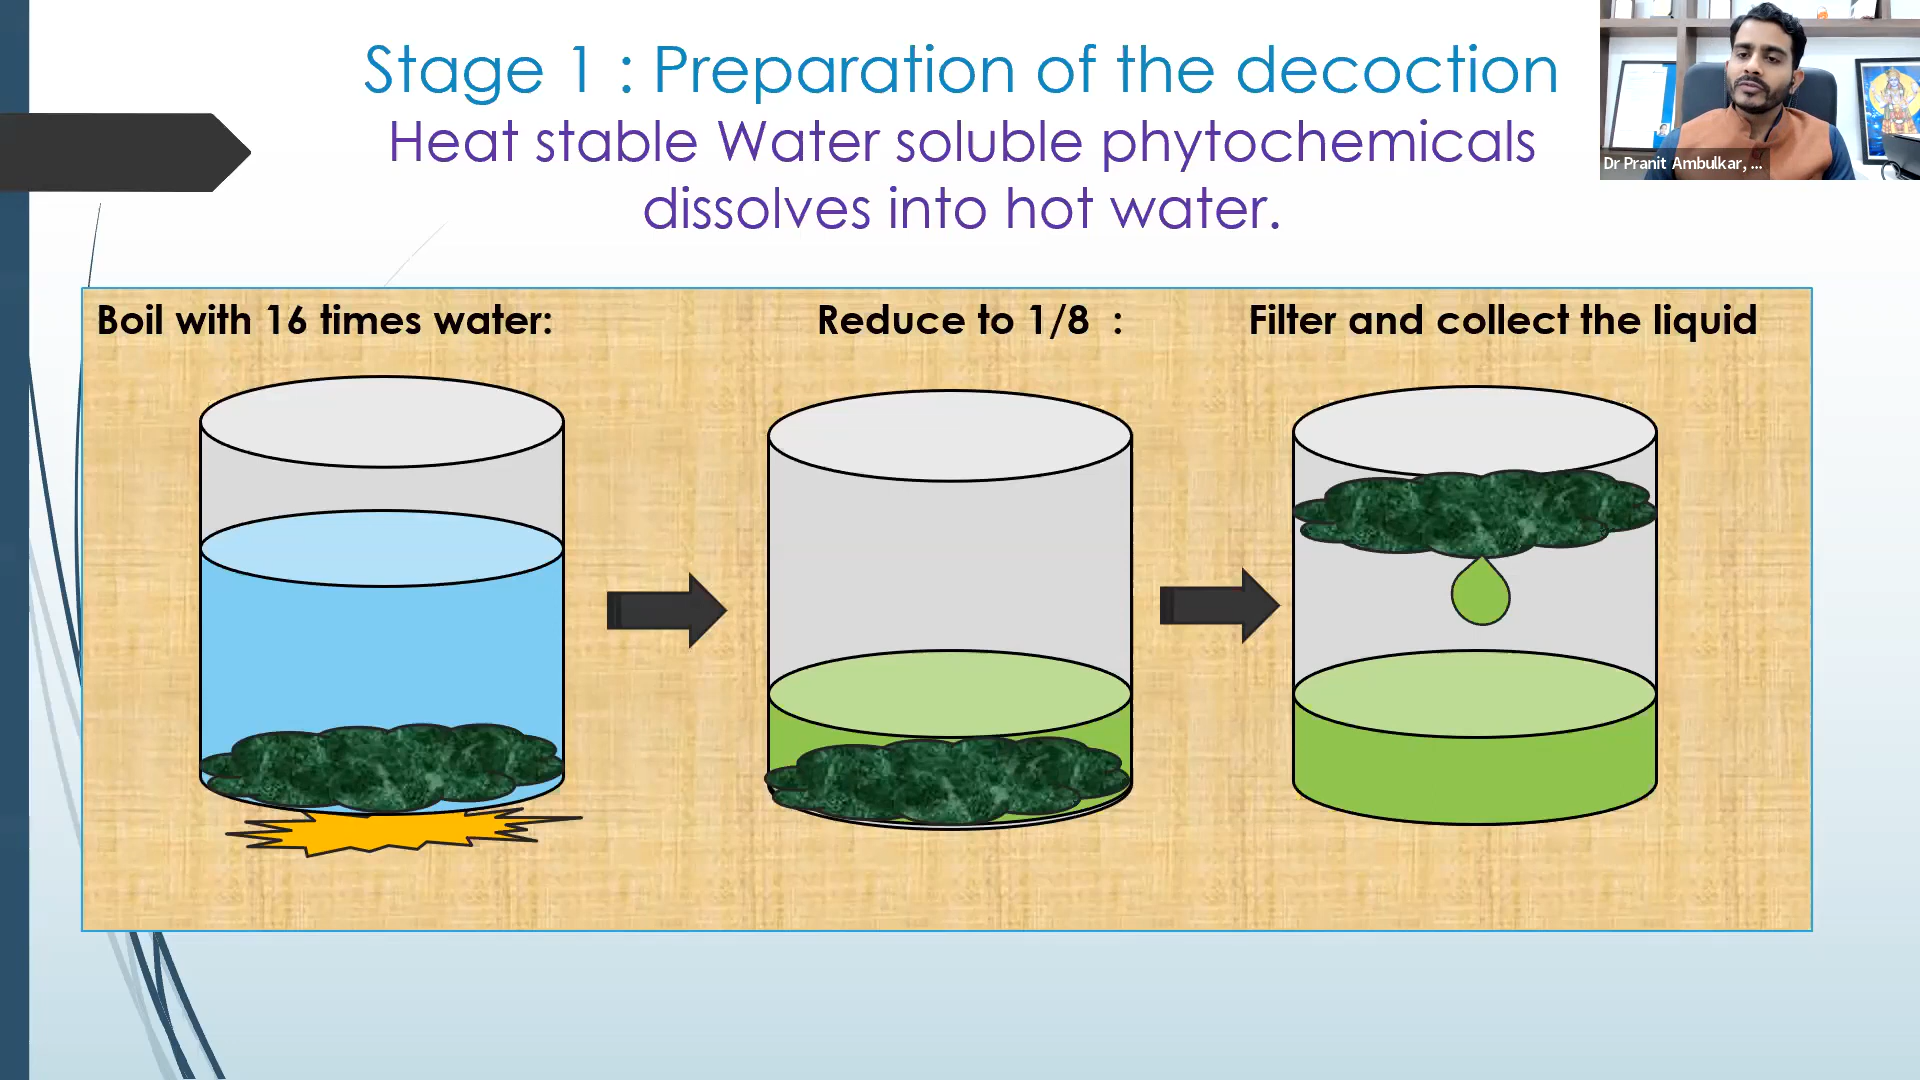 Stage 1 : Preparation of the decoction
Heat stable Water soluble phytochemicals
dissolves into hot water.
Dr Pranit Ambulkar, ...
Boil with 16 times water:
Reduce to 1/8 :
Filter and collect the liquid